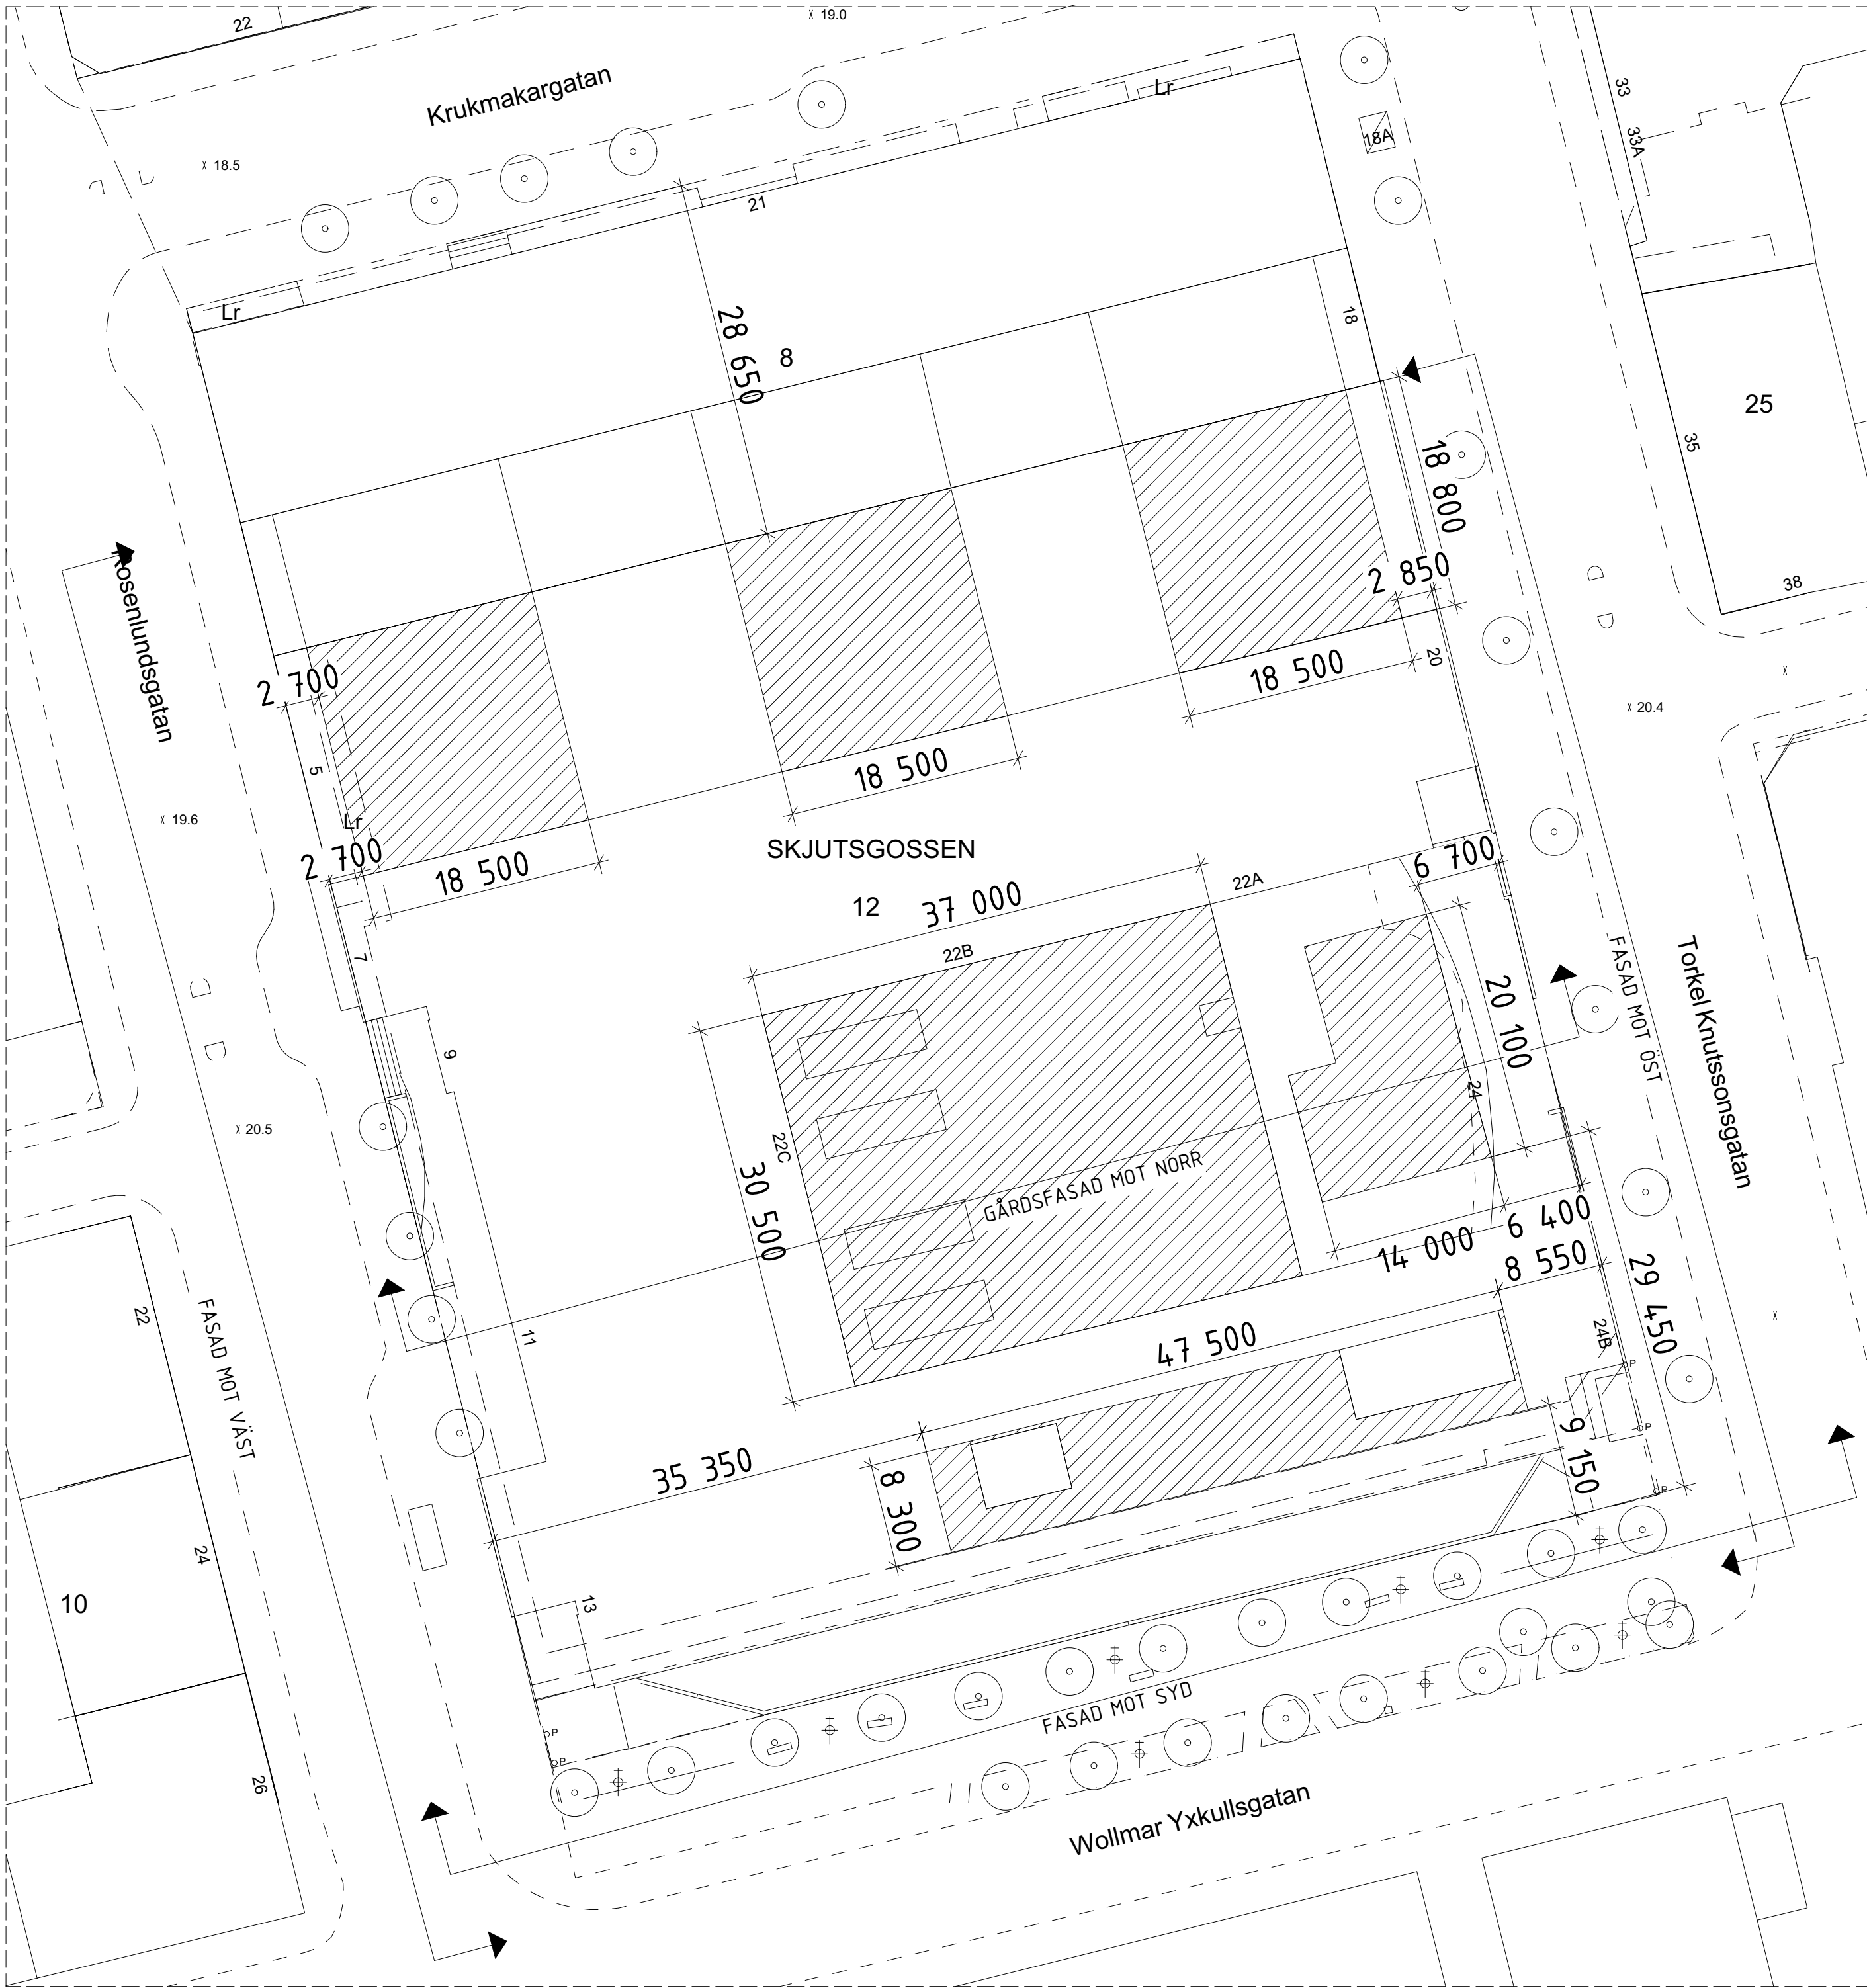 22
x 19.0
Krukmakargatan
Lr
33
18A
33A
x 18.5
21
Lr
28 650
8
18
25
35
18 800
Rosenlundsgatan
2 850
38
2 700
18 500
20
x
x 20.4
5
18 500
Lr
x 19.6
SKJUTSGOSSEN
2 700
18 500
6 700
22A
12
37 000
22B
7
FASAD MOT ÖST
Torkel Knutssonsgatan
20 100
9
24
x 20.5
22C
30 500
GÅRDSFASAD MOT NORR
6 400
14 000
8 550
29 450
22
FASAD MOT VÄST
11
47 500
24B
x
P
P
9 150
35 350
8 300
P
24
10
13
FASAD MOT SYD
P
P
26
Wollmar Yxkullsgatan